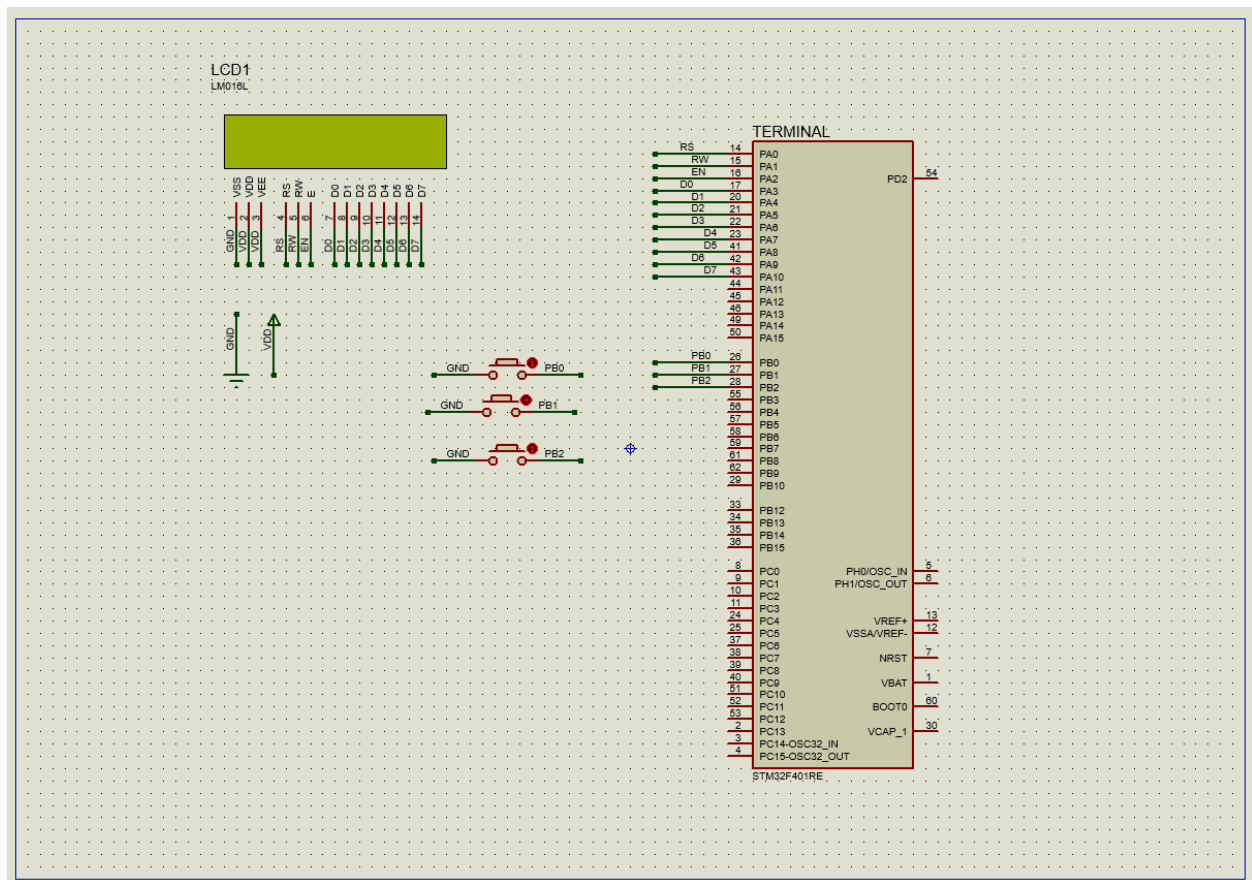 LCD1
LM016L
VSS VDD VEE RS RW E D0 D1 D2 D3 D4 D5 D6 D7
1 2 3 4 5 6 7 8 9 10 11 12 13 14
GND VDD VDD RS RW EN D0 D1 D2 D3 D4 D5 D6 D7
GND VDD
GND PB0
GND PB1
GND PB2
TERMINAL
RS 14 PA0
RW 15 PA1
EN 16 PA2
D0 17 PA3
D1 20 PA4
D2 21 PA5
D3 22 PA6
D4 23 PA7
D5 41 PA8
D6 42 PA9
D7 43 PA10
44 PA11
45 PA12
46 PA13
49 PA14
50 PA15
PB0 26 PB0
PB1 27 PB1
PB2 28 PB2
55 PB3
56 PB4
57 PB5
58 PB6
59 PB7
61 PB8
62 PB9
29 PB10
33 PB12
34 PB13
35 PB14
36 PB15
8 PC0
9 PC1
10 PC2
11 PC3
24 PC4
25 PC5
37 PC6
38 PC7
39 PC8
40 PC9
51 PC10
52 PC11
53 PC12
2 PC13
3 PC14-OSC32_IN
4 PC15-OSC32_OUT
PD2 54
PH0/OSC_IN 5
PH1/OSC_OUT 6
VREF+ 13
VSSA/VREF- 12
NRST 7
VBAT 1
BOOT0 60
VCAP_1 30
STM32F401RE